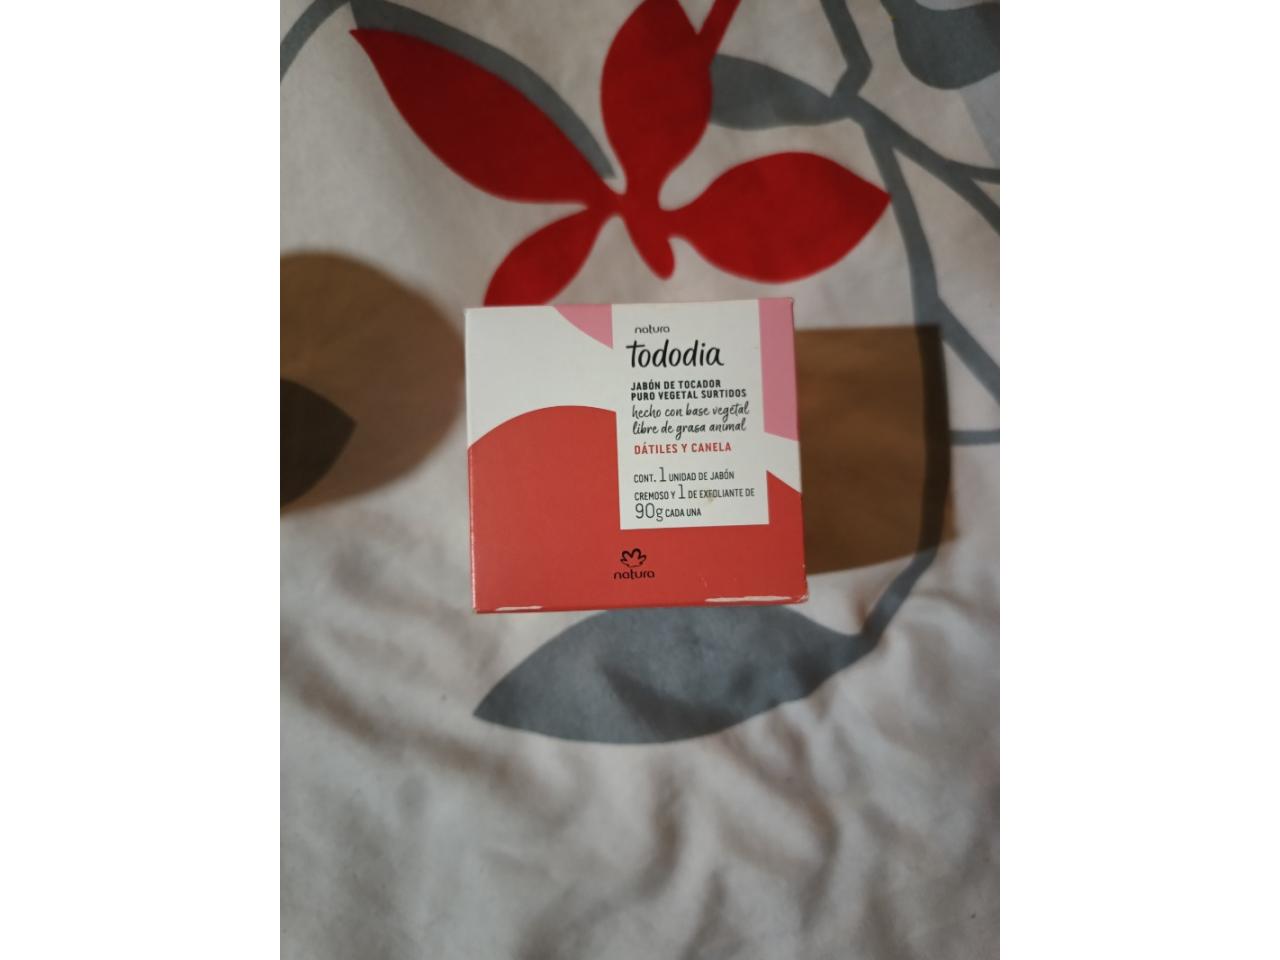 natura
Tododia
JABÓN DE TOCADOR
PURO VEGETAL SURTIDOS
hecho con base vegetal
libre de grasa animal
DÁTILES Y CANELA
CONT. 1 UNIDAD DE JABÓN
CREMOSO Y 1 DE EXFOLIANTE DE
90g CADA UNA
natura